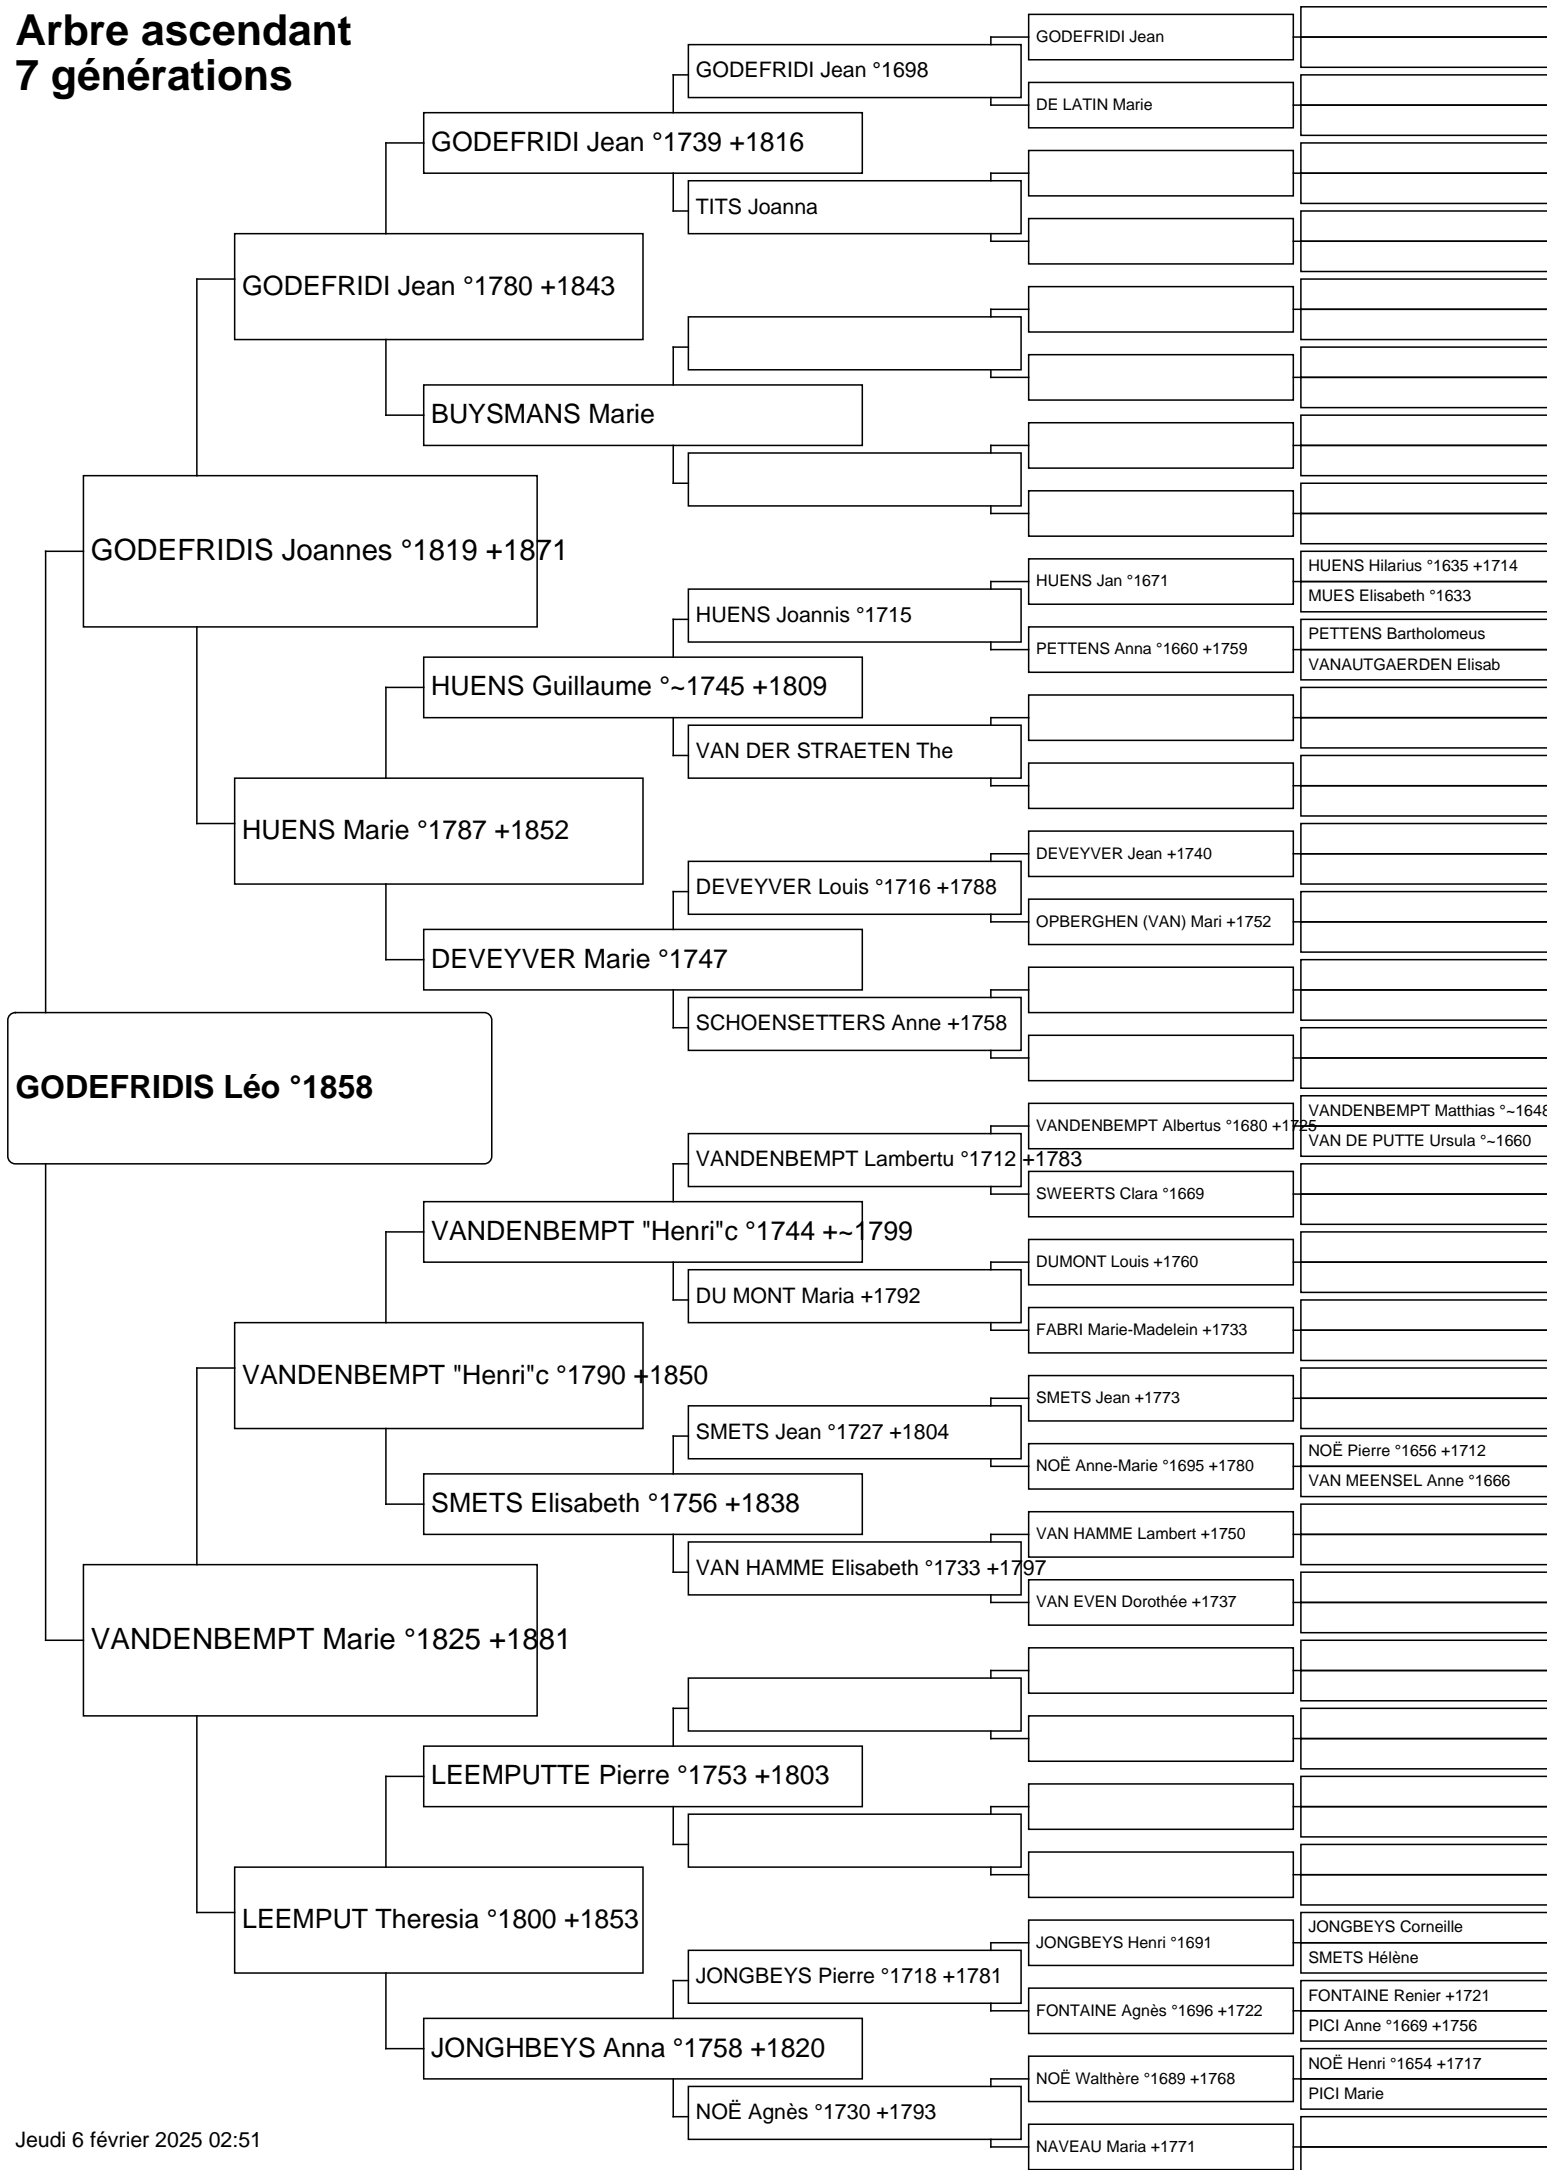 Arbre ascendant
7 générations
GODEFRIDIS Léo °1858
GODEFRIDIS Joannes °1819 +1871
VANDENBEMPT Marie °1825 +1881
GODEFRIDI Jean °1780 +1843
HUENS Marie °1787 +1852
VANDENBEMPT "Henri"c °1790 +1850
LEEMPUT Theresia °1800 +1853
GODEFRIDI Jean °1739 +1816
BUYSMANS Marie
HUENS Guillaume °~1745 +1809
DEVEYVER Marie °1747
VANDENBEMPT "Henri"c °1744 +~1799
SMETS Elisabeth °1756 +1838
LEEMPUTTE Pierre °1753 +1803
JONGHBEYS Anna °1758 +1820
GODEFRIDI Jean °1698
TITS Joanna
HUENS Joannis °1715
VAN DER STRAETEN The
DEVEYVER Louis °1716 +1788
SCHOENSETTERS Anne +1758
VANDENBEMPT Lambertu °1712 +1783
DU MONT Maria +1792
SMETS Jean °1727 +1804
VAN HAMME Elisabeth °1733 +1797
JONGBEYS Pierre °1718 +1781
NOË Agnès °1730 +1793
GODEFRIDI Jean
DE LATIN Marie
HUENS Jan °1671
PETTENS Anna °1660 +1759
DEVEYVER Jean +1740
OPBERGHEN (VAN) Mari +1752
VANDENBEMPT Albertus °1680 +1725
SWEERTS Clara °1669
DUMONT Louis +1760
FABRI Marie-Madelein +1733
SMETS Jean +1773
NOË Anne-Marie °1695 +1780
VAN HAMME Lambert +1750
VAN EVEN Dorothée +1737
JONGBEYS Henri °1691
FONTAINE Agnès °1696 +1722
NOË Walthère °1689 +1768
NAVEAU Maria +1771
HUENS Hilarius °1635 +1714
MUES Elisabeth °1633
PETTENS Bartholomeus
VANAUTGAERDEN Elisab
VANDENBEMPT Matthias °~1648
VAN DE PUTTE Ursula °~1660
NOË Pierre °1656 +1712
VAN MEENSEL Anne °1666
JONGBEYS Corneille
SMETS Hélène
FONTAINE Renier +1721
PICI Anne °1669 +1756
NOË Henri °1654 +1717
PICI Marie
Jeudi 6 février 2025 02:51